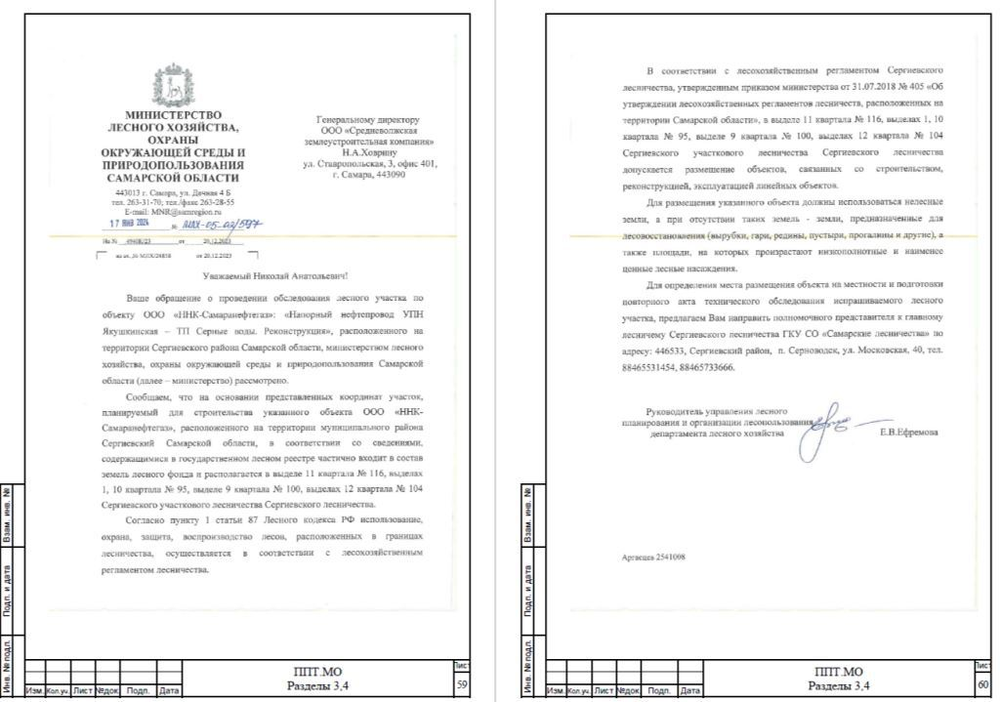 МИНИСТЕРСТВО
ЛЕСНОГО ХОЗЯЙСТВА,
ОХРАНЫ
ОКРУЖАЮЩЕЙ СРЕДЫ И
ПРИРОДОПОЛЬЗОВАНИЯ
САМАРСКОЙ ОБЛАСТИ
443013 г. Самара, ул. Дачная 4 Б
тел. 263-31-70; тел./факс 263-28-55
E-mail: MNR@samregion.ru
17 ЯНВ 2024 №
На № 49408/23 от 20.12.2023
на вх. № МЛХ/24858 от 20.12.2023
Генеральному директору
ООО «Средневолжская
землеустроительная компания»
Н.А.Ховрину
ул. Ставропольская, 3, офис 401,
г. Самара, 443090
Уважаемый Николай Анатольевич!
Ваше обращение о проведении обследования лесного участка по
объекту ООО «ННК-Самаранефтегаз»: «Напорный нефтепровод УПН
Якушкинская – ТП Серные воды. Реконструкция», расположенного на
территории Сергиевского района Самарской области, министерством лесного
хозяйства, охраны окружающей среды и природопользования Самарской
области (далее – министерство) рассмотрено.
Сообщаем, что на основании представленных координат участок,
планируемый для строительства указанного объекта ООО «ННК-
Самаранефтегаз», расположенного на территории муниципального района
Сергиевский Самарской области, в соответствии со сведениями,
содержащимися в государственном лесном реестре частично входит в состав
земель лесного фонда и располагается в выделе 11 квартала № 116, выделах
1, 10 квартала № 95, выделе 9 квартала № 100, выделах 12 квартала № 104
Сергиевского участкового лесничества Сергиевского лесничества.
Согласно пункту 1 статьи 87 Лесного кодекса РФ использование,
охрана, защита, воспроизводство лесов, расположенных в границах
лесничества, осуществляется в соответствии с лесохозяйственным
регламентом лесничества.
Взам. инв. №
Подп. и дата
Инв. № подл.
Изм. Кол.уч. Лист №док. Подп. Дата
ППТ.МО
Разделы 3,4
Лист
59
В соответствии с лесохозяйственным регламентом Сергиевского
лесничества, утвержденным приказом министерства от 31.07.2018 № 405 «Об
утверждении лесохозяйственных регламентов лесничеств, расположенных на
территории Самарской области», в выделе 11 квартала № 116, выделах 1, 10
квартала № 95, выделе 9 квартала № 100, выделах 12 квартала № 104
Сергиевского участкового лесничества Сергиевского лесничества
допускается размещение объектов, связанных со строительством,
реконструкцией, эксплуатацией линейных объектов.
Для размещения указанного объекта должны использоваться нелесные
земли, а при отсутствии таких земель - земли, предназначенные для
лесовосстановления (вырубки, гари, редины, пустыри, прогалины и другие), а
также площади, на которых произрастают низкополнотные и наименее
ценные лесные насаждения.
Для определения места размещения объекта на местности и подготовки
повторного акта технического обследования испрашиваемого лесного
участка, предлагаем Вам направить полномочного представителя к главному
лесничему Сергиевского лесничества ГКУ СО «Самарские лесничества» по
адресу: 446533, Сергиевский район, п. Серноводск, ул. Московская, 40, тел.
88465531454, 88465733666.
Руководитель управления лесного
планирования и организации лесопользования
департамента лесного хозяйства
Е.В.Ефремова
Аргаецев 2541008
Взам. инв. №
Подп. и дата
Инв. № подл.
Изм. Кол.уч. Лист №док. Подп. Дата
ППТ.МО
Разделы 3,4
Лист
60